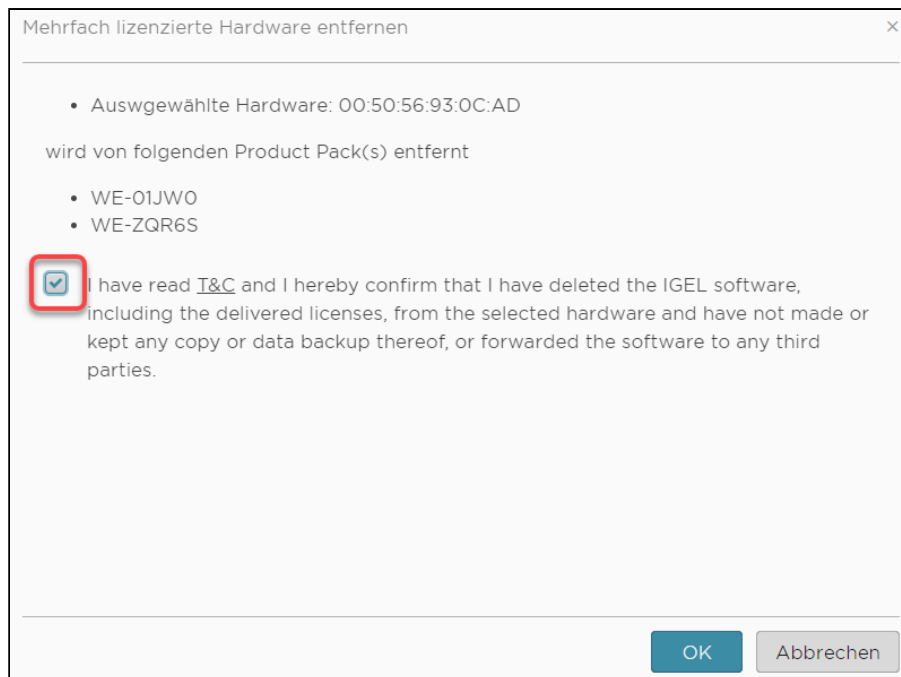 Mehrfach lizenzierte Hardware entfernen ×
• Auswgewählte Hardware: 00:50:56:93:0C:AD
wird von folgenden Product Pack(s) entfernt
• WE-01JW0
• WE-ZQR6S
I have read T&C and I hereby confirm that I have deleted the IGEL software,
including the delivered licenses, from the selected hardware and have not made or
kept any copy or data backup thereof, or forwarded the software to any third
parties.
OK Abbrechen